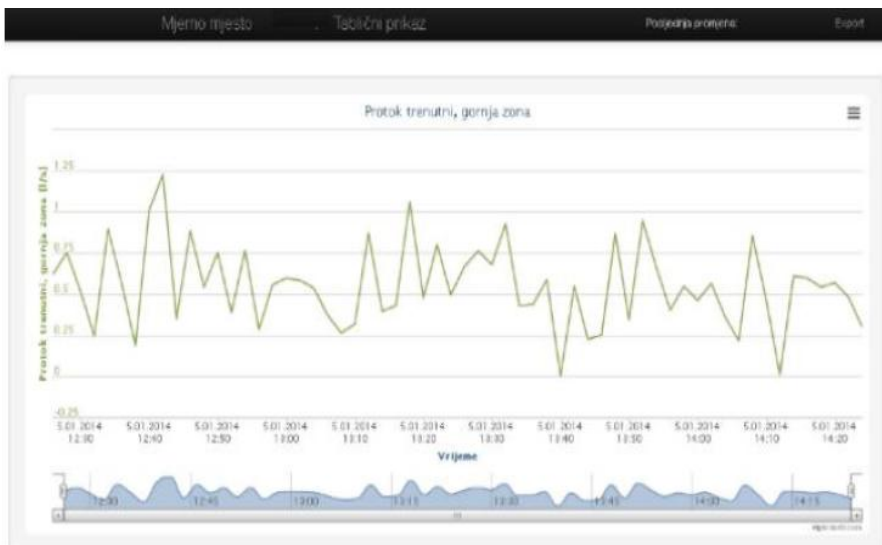 Mjerno mjesto Tablični prikaz Posljednja promjena: Export
Protok trenutni, gornja zona
Protok trenutni, gornja zona (l/s)
1.25
1
0.75
0.5
0.25
0
-0.25
5.01.2014 5.01.2014 5.01.2014 5.01.2014 5.01.2014 5.01.2014 5.01.2014 5.01.2014 5.01.2014 5.01.2014 5.01.2014 5.01.2014
12:30 12:40 12:50 13:00 13:10 13:20 13:30 13:40 13:50 14:00 14:10 14:20
Vrijeme
12:30 12:45 13:00 13:15 13:30 13:45 14:00 14:15